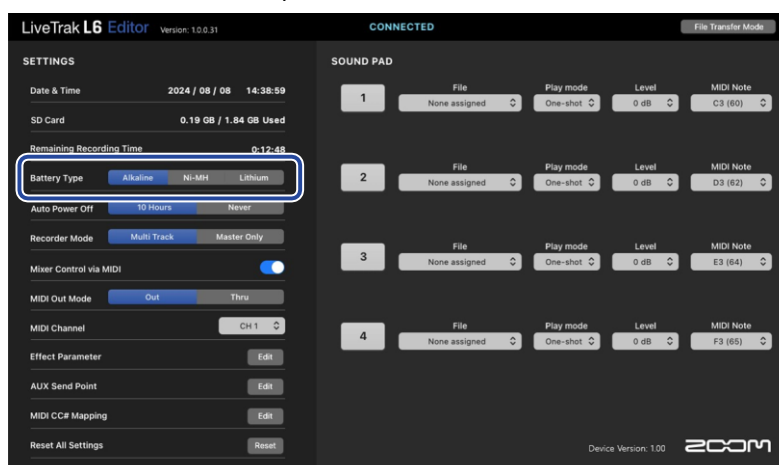 LiveTrak L6 Editor Version: 1.0.0.31 CONNECTED File Transfer Mode
SETTINGS
Date & Time 2024 / 08 / 08 14:38:59
SD Card 0.19 GB / 1.84 GB Used
Remaining Recording Time 0:12:48
Battery Type Alkaline Ni-MH Lithium
Auto Power Off 10 Hours Never
Recorder Mode Multi Track Master Only
Mixer Control via MIDI
MIDI Out Mode Out Thru
MIDI Channel CH 1
Effect Parameter Edit
AUX Send Point Edit
MIDI CC# Mapping Edit
Reset All Settings Reset
SOUND PAD
File Play mode Level MIDI Note
1 None assigned One-shot 0 dB C3 (60)
File Play mode Level MIDI Note
2 None assigned One-shot 0 dB D3 (62)
File Play mode Level MIDI Note
3 None assigned One-shot 0 dB E3 (64)
File Play mode Level MIDI Note
4 None assigned One-shot 0 dB F3 (65)
Device Version: 1.00 ZOOM